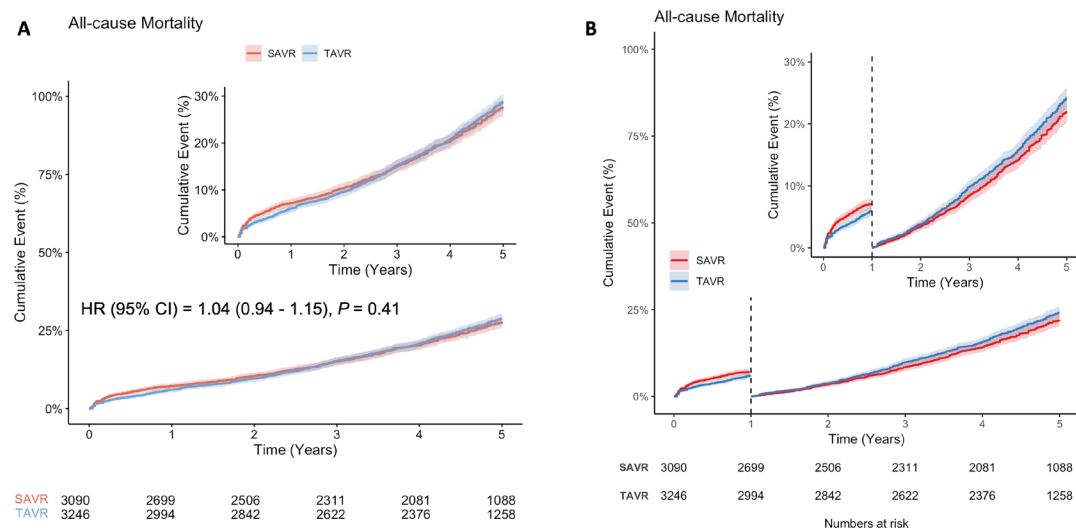 A
All-cause Mortality
SAVR TAVR
100%
75%
50%
25%
0%
Cumulative Event (%)
30%
20%
10%
0%
Cumulative Event (%)
0 1 2 3 4 5
Time (Years)
HR (95% CI) = 1.04 (0.94 - 1.15), P = 0.41
0 1 2 3 4 5
Time (Years)
SAVR 3090 2699 2506 2311 2081 1088
TAVR 3246 2994 2842 2622 2376 1258
B
All-cause Mortality
100%
75%
50%
25%
0%
Cumulative Event (%)
30%
20%
10%
0%
Cumulative Event (%)
0 1 2 3 4 5
Time (Years)
SAVR
TAVR
0 1 2 3 4 5
Time (Years)
SAVR 3090 2699 2506 2311 2081 1088
TAVR 3246 2994 2842 2622 2376 1258
Numbers at risk